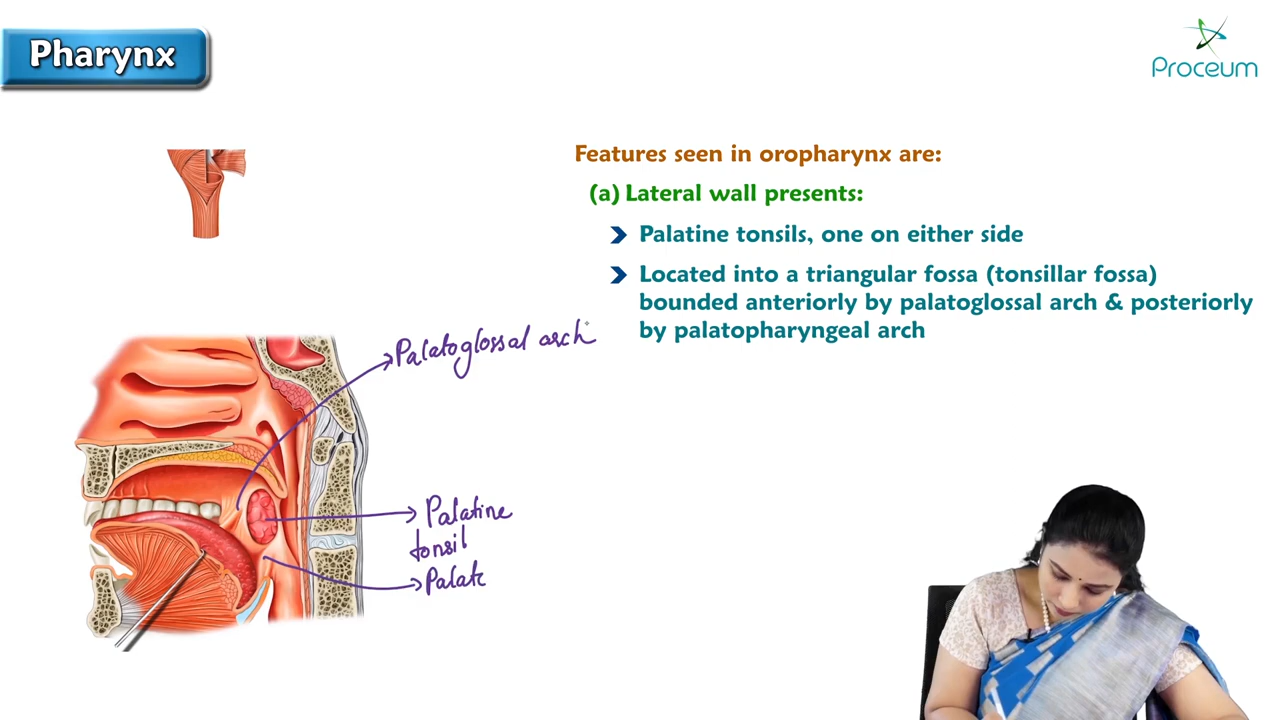 Pharynx
Proceum
Features seen in oropharynx are:
(a) Lateral wall presents:
Palatine tonsils, one on either side
Located into a triangular fossa (tonsillar fossa)
bounded anteriorly by palatoglossal arch & posteriorly
by palatopharyngeal arch
Palatoglossal arch
Palatine
tonsil
Palate